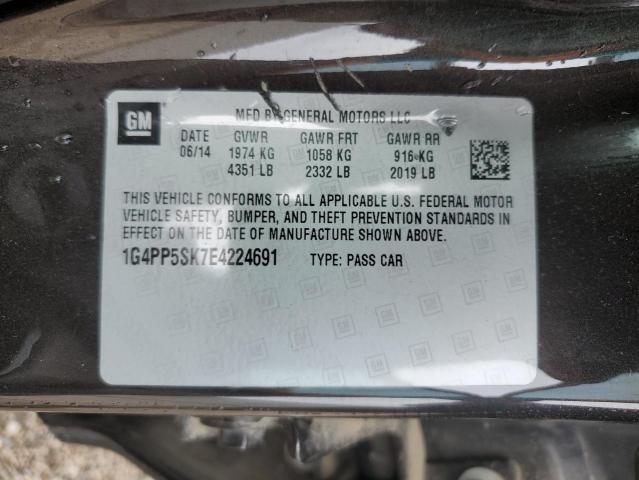 GM
MFD BY GENERAL MOTORS LLC
DATE GVWR GAWR FRT GAWR RR
06/14 1974 KG 1058 KG 916 KG
4351 LB 2332 LB 2019 LB
THIS VEHICLE CONFORMS TO ALL APPLICABLE U.S. FEDERAL MOTOR
VEHICLE SAFETY, BUMPER, AND THEFT PREVENTION STANDARDS IN
EFFECT ON THE DATE OF MANUFACTURE SHOWN ABOVE.
1G4PP5SK7E4224691 TYPE: PASS CAR